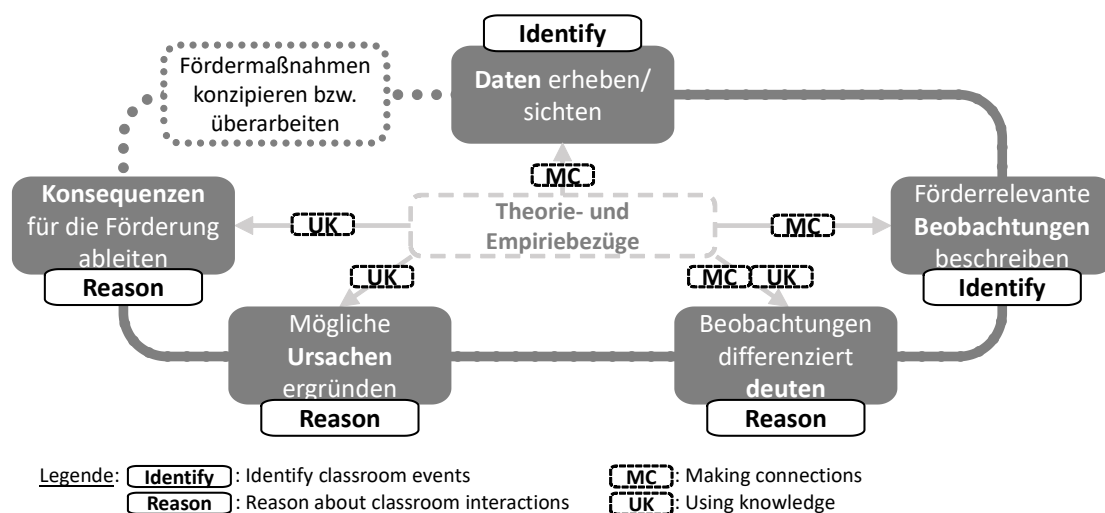 Identify
Daten erheben/
sichten
Fördermaßnahmen
konzipieren bzw.
überarbeiten
MC
Konsequenzen
für die Förderung
ableiten
Reason
UK
Theorie- und
Empiriebezüge
MC
Förderrelevante
Beobachtungen
beschreiben
Identify
UK
MC UK
Mögliche
Ursachen
ergründen
Reason
Beobachtungen
differenziert
deuten
Reason
Legende: Identify : Identify classroom events
Reason : Reason about classroom interactions
MC : Making connections
UK : Using knowledge